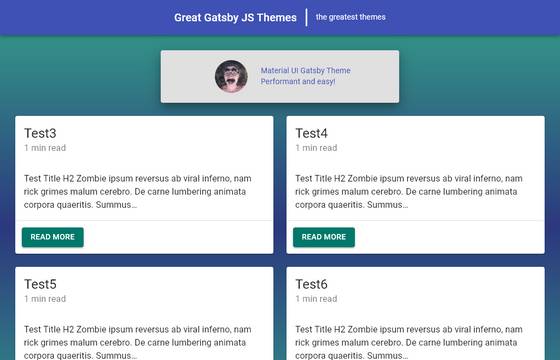 Great Gatsby JS Themes
the greatest themes
Material UI Gatsby Theme
Performant and easy!
Test3
1 min read
Test Title H2 Zombie ipsum reversus ab viral inferno, nam
rick grimes malum cerebro. De carne lumbering animata
corpora quaeritis. Summus…
READ MORE
Test4
1 min read
Test Title H2 Zombie ipsum reversus ab viral inferno, nam
rick grimes malum cerebro. De carne lumbering animata
corpora quaeritis. Summus…
READ MORE
Test5
1 min read
Test Title H2 Zombie ipsum reversus ab viral inferno, nam
rick grimes malum cerebro. De carne lumbering animata
corpora quaeritis. Summus…
Test6
1 min read
Test Title H2 Zombie ipsum reversus ab viral inferno, nam
rick grimes malum cerebro. De carne lumbering animata
corpora quaeritis. Summus…